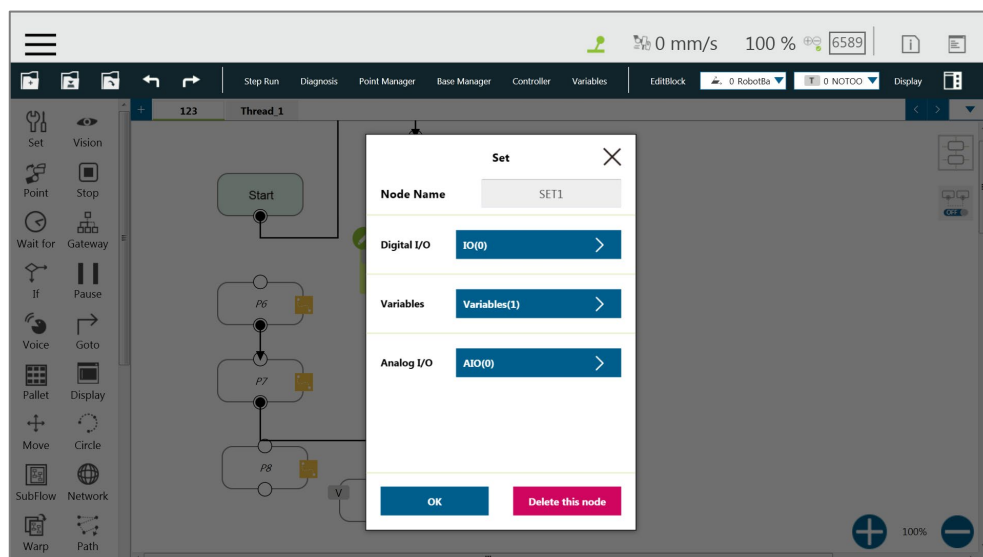 0 mm/s 100 % 6589
Step Run Diagnosis Point Manager Base Manager Controller Variables EditBlock 0 RobotBa T 0 NOTOO Display
+ 123 Thread_1
Set Vision
Point Stop
Wait for Gateway
If Pause
Voice Goto
Pallet Display
Move Circle
SubFlow Network
Warp Path
Start
P6
P7
P8
V
Set
Node Name SET1
Digital I/O IO(0)
Variables Variables(1)
Analog I/O AIO(0)
OK Delete this node
OFF
100%